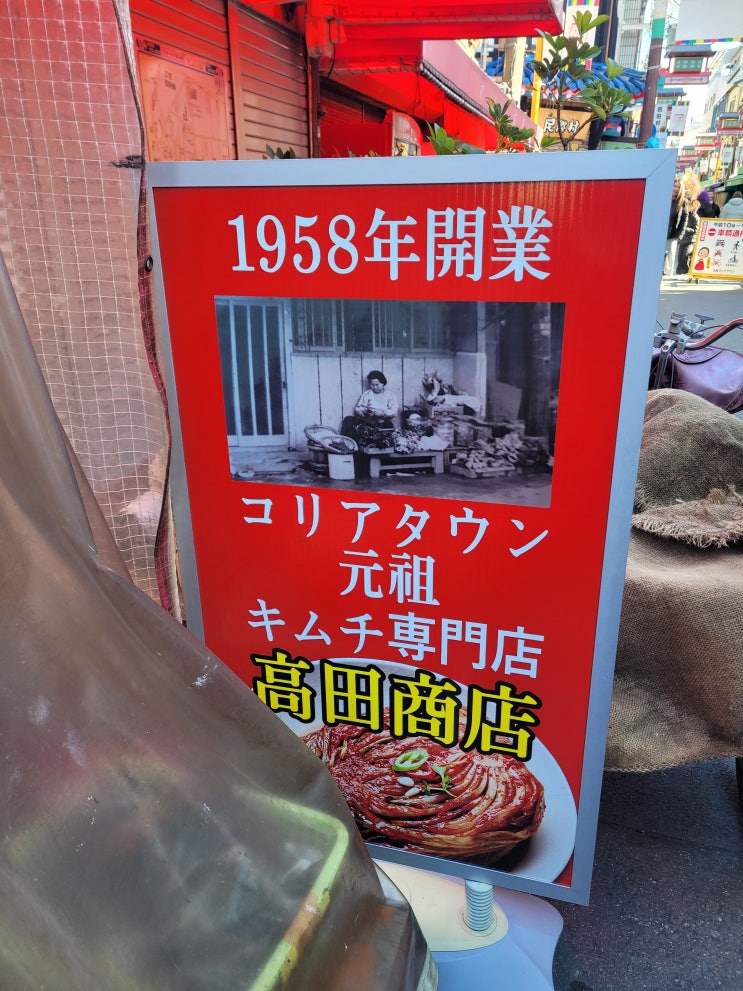 1958年開業
コリアタウン
元祖
キムチ専門店
高田商店